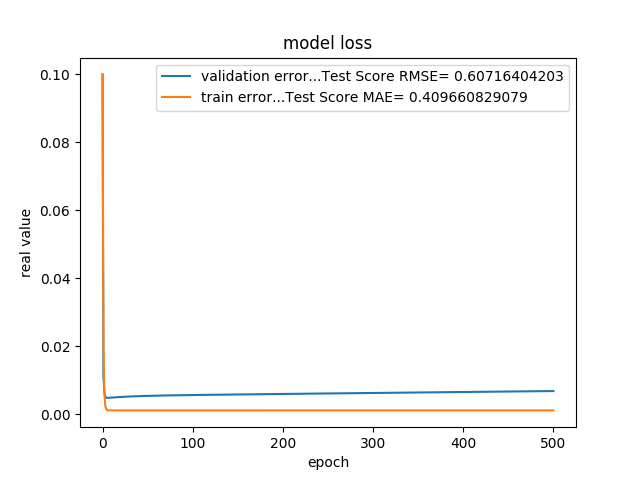 model loss
validation error...Test Score RMSE= 0.60716404203
train error...Test Score MAE= 0.409660829079
0.10
0.08
0.06
0.04
0.02
0.00
real value
0 100 200 300 400 500
epoch